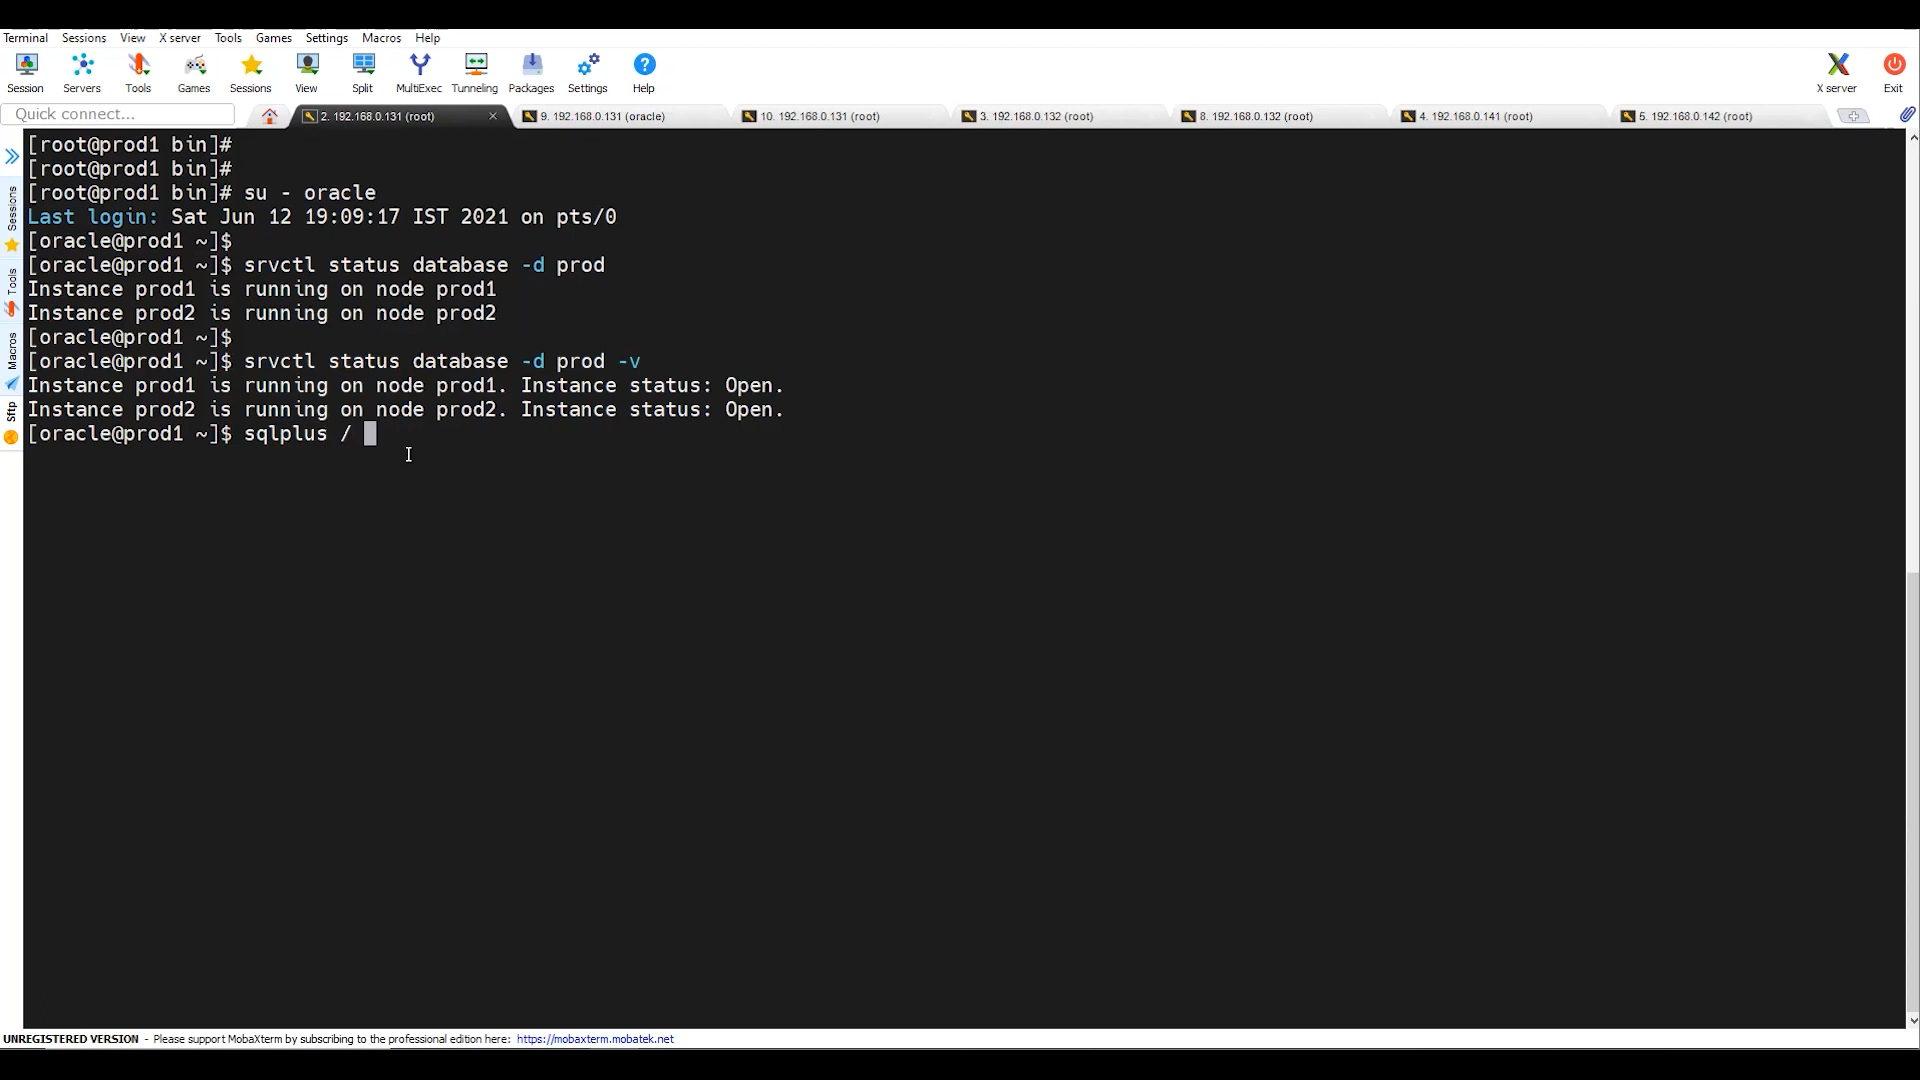 Terminal Sessions View X server Tools Games Settings Macros Help
Session Servers Tools Games Sessions View Split MultiExec Tunneling Packages Settings Help X server Exit
Quick connect... 2. 192.168.0.131 (root) 9. 192.168.0.131 (oracle) 10. 192.168.0.131 (root) 3. 192.168.0.132 (root) 8. 192.168.0.132 (root) 4. 192.168.0.141 (root) 5. 192.168.0.142 (root)
Sessions
Tools
Macros
Sftp
[root@prod1 bin]#
[root@prod1 bin]#
[root@prod1 bin]# su - oracle
Last login: Sat Jun 12 19:09:17 IST 2021 on pts/0
[oracle@prod1 ~]$
[oracle@prod1 ~]$ srvctl status database -d prod
Instance prod1 is running on node prod1
Instance prod2 is running on node prod2
[oracle@prod1 ~]$
[oracle@prod1 ~]$ srvctl status database -d prod -v
Instance prod1 is running on node prod1. Instance status: Open.
Instance prod2 is running on node prod2. Instance status: Open.
[oracle@prod1 ~]$ sqlplus /
UNREGISTERED VERSION - Please support MobaXterm by subscribing to the professional edition here: https://mobaxterm.mobatek.net